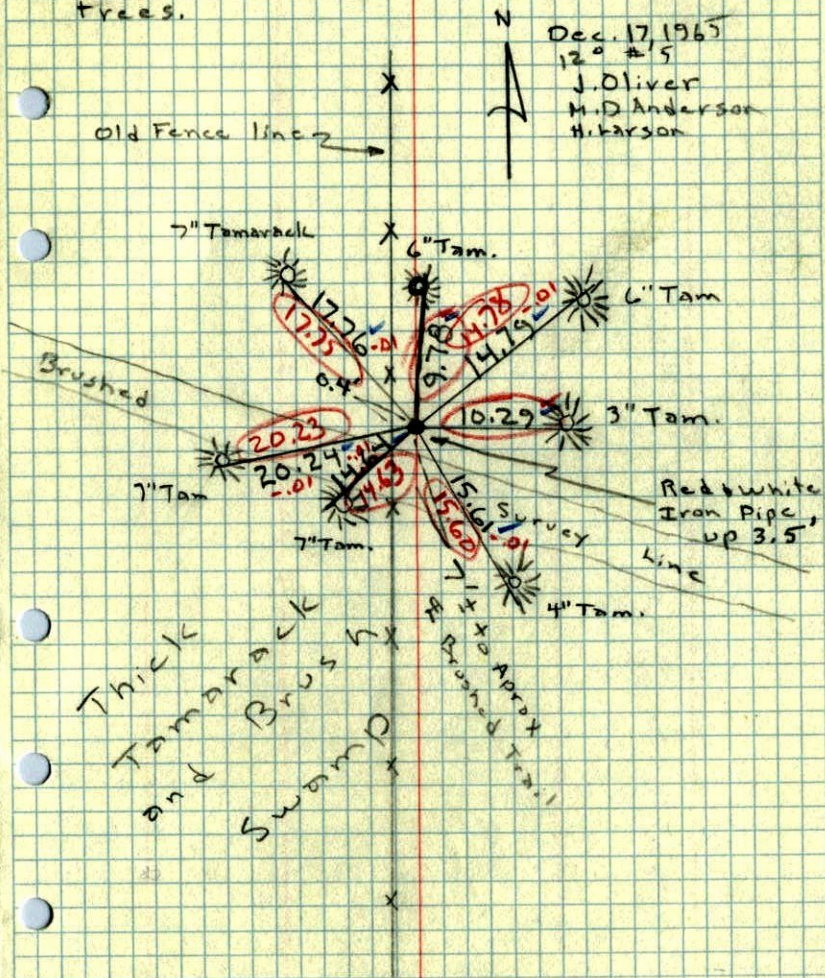 trees.
N
Dec. 17, 1965
12° #5
J. Oliver
M.D Anderson
H. Larson
Old Fence line
7" Tamarack
6" Tam.
6" Tam
17.76 -.01
17.75
9.78
14.78 -.01
14.79
0.4'
Brushed
10.29
3" Tam.
20.23
20.24
-.01
14.63
7" Tam
7" Tam.
15.61 -.01
15.60
Survey
Line
Red & White
Iron Pipe,
up 3.5'
4" Tam.
Thick
Tamarack
and Brush
Swamp
Aprox
Brushed Trail